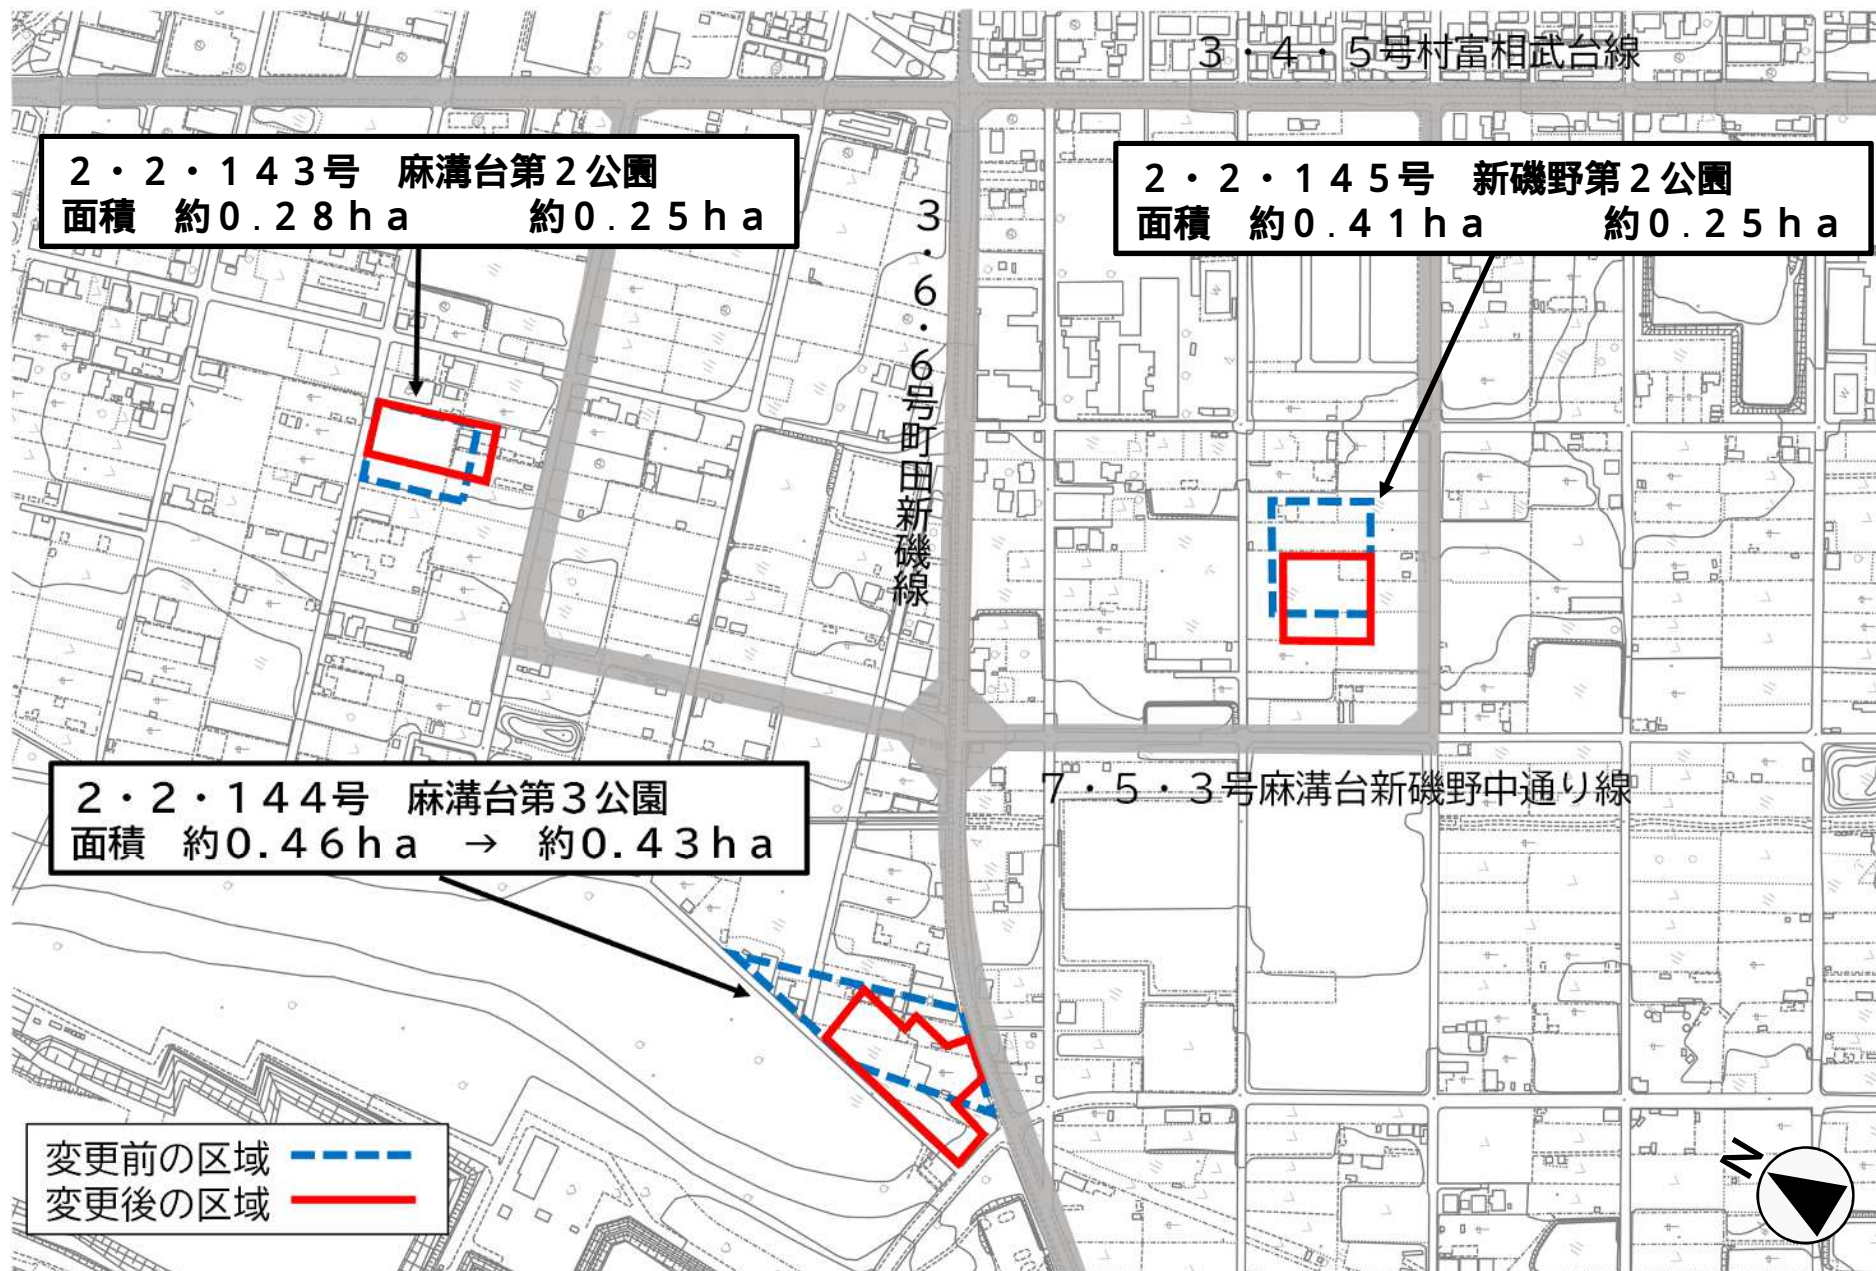 3・4・5号村富相武台線
2・2・143号　麻溝台第2公園
面積　約0.28ha　　　約0.25ha
2・2・145号　新磯野第2公園
面積　約0.41ha　　　約0.25ha
3・6・6号町田新磯線
2・2・144号　麻溝台第3公園
面積　約0.46ha　→　約0.43ha
7・5・3号麻溝台新磯野中通り線
変更前の区域
変更後の区域
N